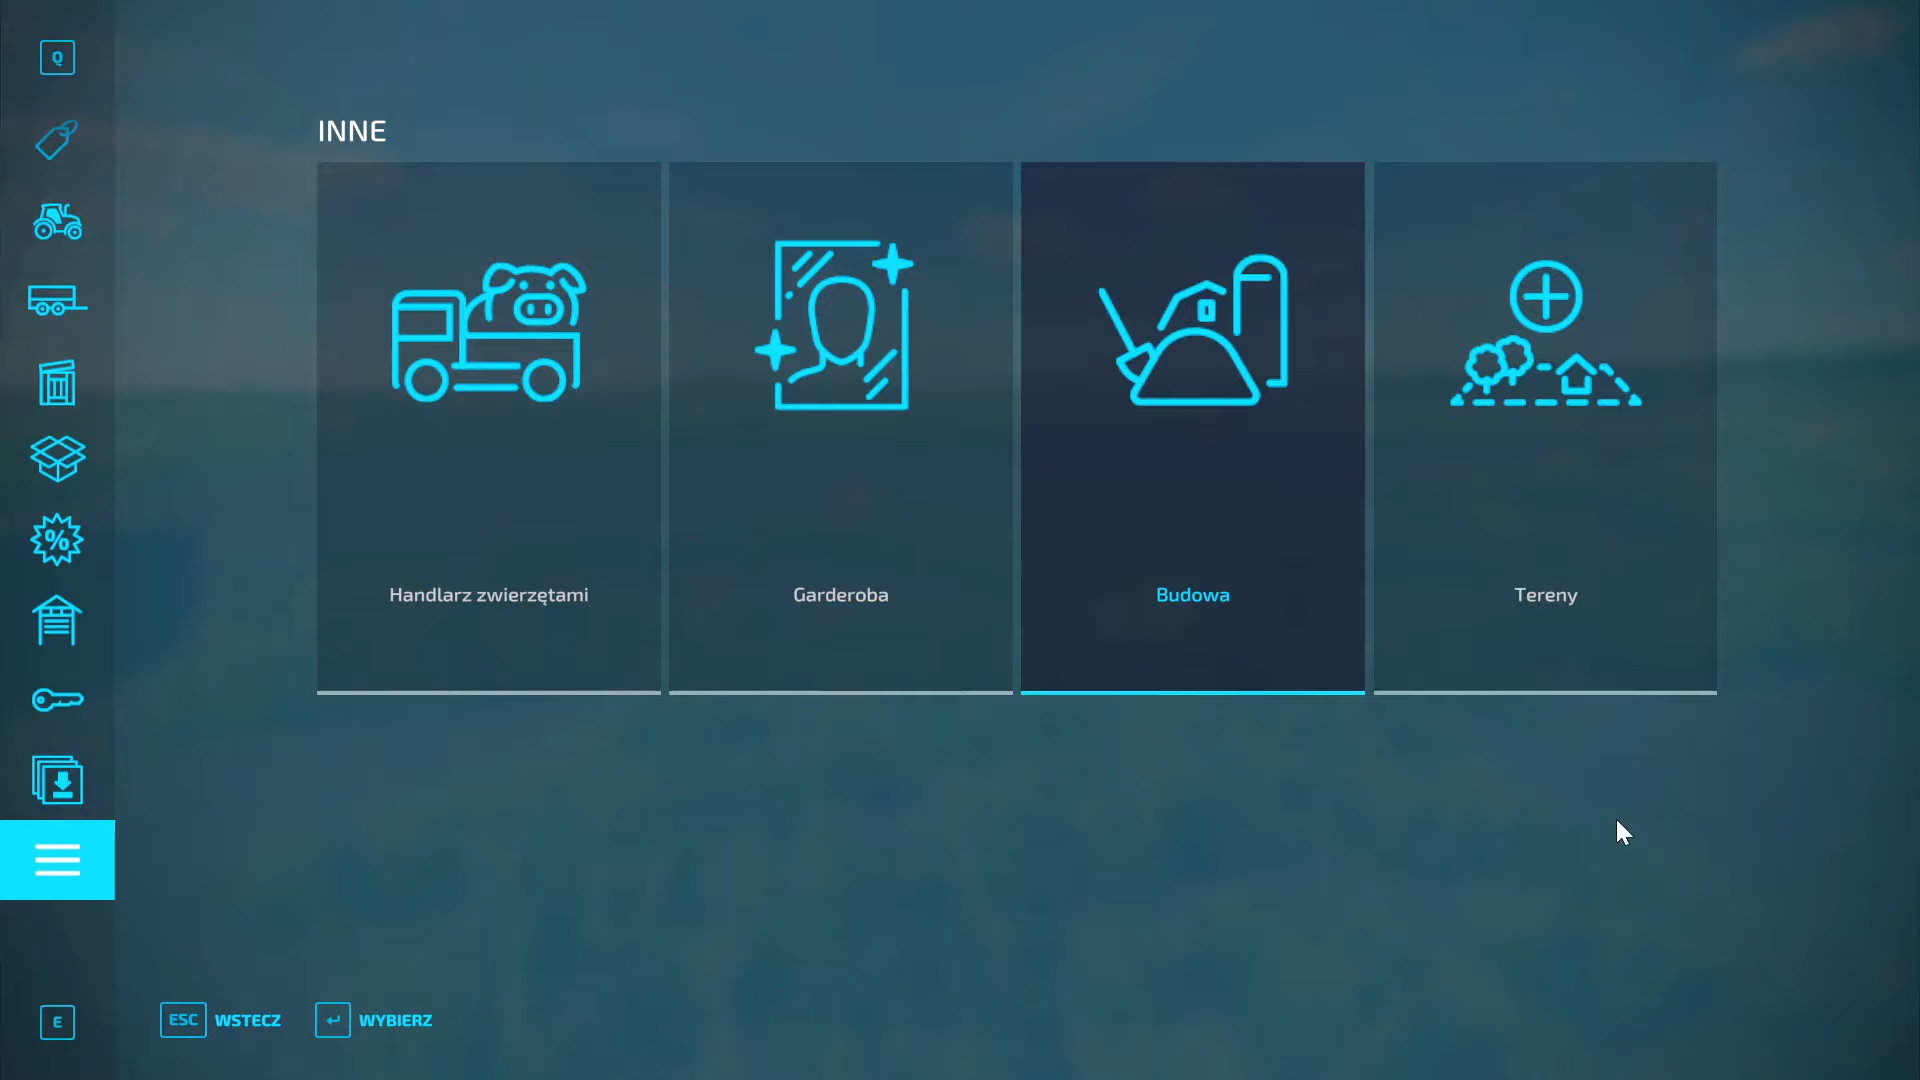 Q
INNE
%
Handlarz zwierzętami
Garderoba
Budowa
Tereny
E
ESC WSTECZ
WYBIERZ